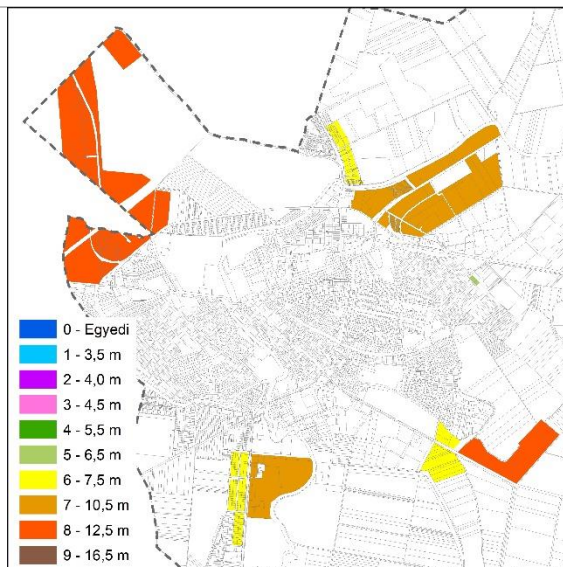 0 - Egyedi
1 - 3,5 m
2 - 4,0 m
3 - 4,5 m
4 - 5,5 m
5 - 6,5 m
6 - 7,5 m
7 - 10,5 m
8 - 12,5 m
9 - 16,5 m